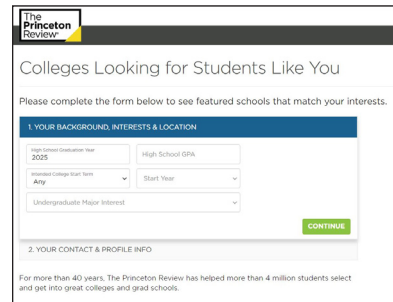 The
Princeton
Review®
Colleges Looking for Students Like You
Please complete the form below to see featured schools that match your interests.
1. YOUR BACKGROUND, INTERESTS & LOCATION
High School Graduation Year
2025
High School GPA
Intended College Start Term
Any
Start Year
Undergraduate Major Interest
CONTINUE
2. YOUR CONTACT & PROFILE INFO
For more than 40 years, The Princeton Review has helped more than 4 million students select
and get into great colleges and grad schools.